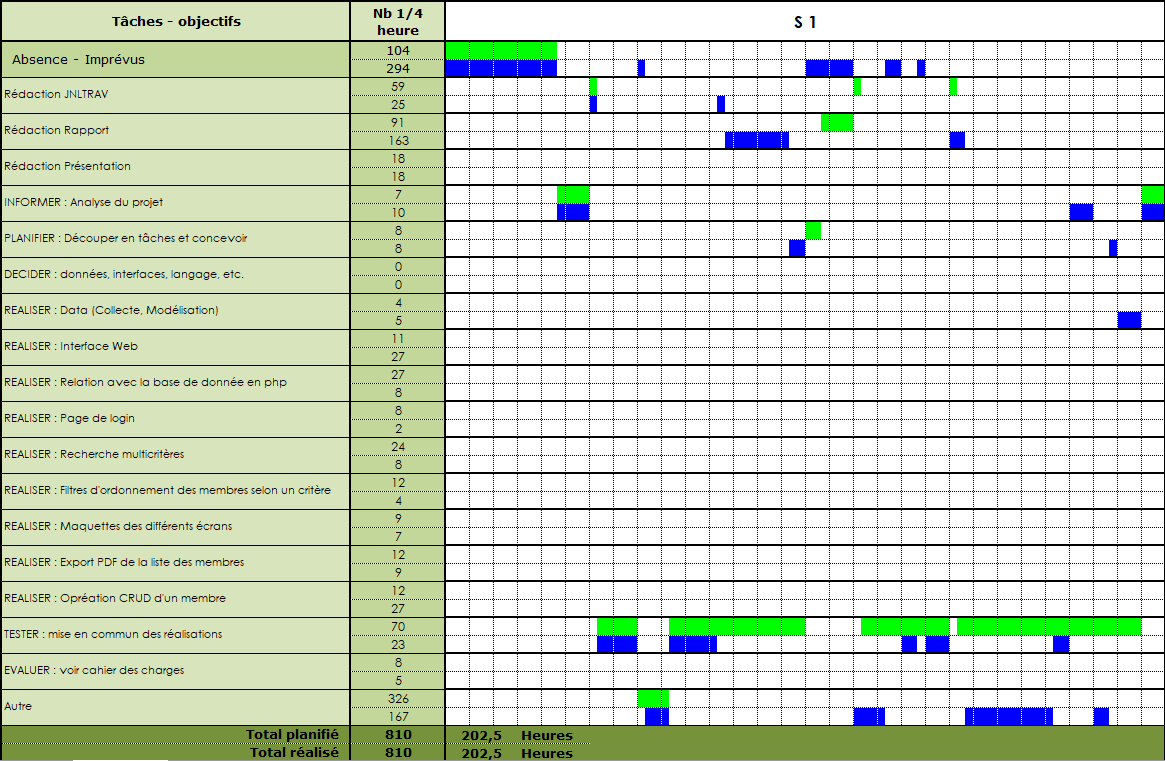 Tâches - objectifs
Nb 1/4
heure
S 1
Absence - Imprévus
104
294
Rédaction JNLTRAV
59
25
Rédaction Rapport
91
163
Rédaction Présentation
18
18
INFORMER : Analyse du projet
7
10
PLANIFIER : Découper en tâches et concevoir
8
8
DECIDER : données, interfaces, langage, etc.
0
0
REALISER : Data (Collecte, Modélisation)
4
5
REALISER : Interface Web
11
27
REALISER : Relation avec la base de donnée en php
27
8
REALISER : Page de login
8
2
REALISER : Recherche multicritères
24
8
REALISER : Filtres d'ordonnement des membres selon un critère
12
4
REALISER : Maquettes des différents écrans
9
7
REALISER : Export PDF de la liste des membres
12
9
REALISER : Opréation CRUD d'un membre
12
27
TESTER : mise en commun des réalisations
70
23
EVALUER : voir cahier des charges
8
5
Autre
326
167
Total planifié 810 202,5 Heures
Total réalisé 810 202,5 Heures